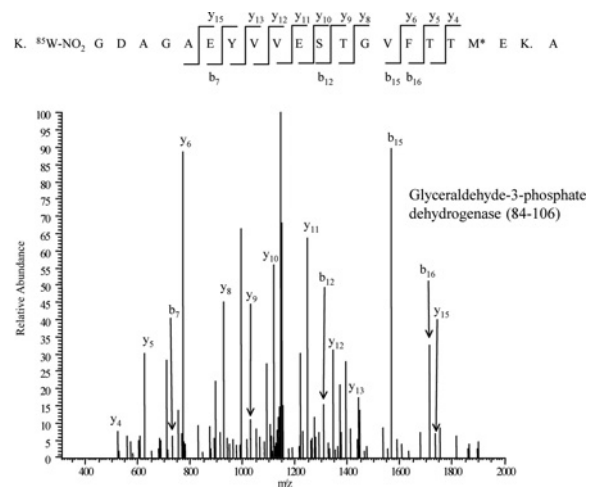 y15 y13 y12 y11 y10 y9 y8 y6 y5 y4
K. 85W-NO2 G D A G A E Y V V E S T G V F T T M* E K. A
b7 b12 b15 b16
100
95
90
85
80
75
70
65
60
55
50
45
40
35
30
25
20
15
10
5
0
Relative Abundance
y6
b15
Glyceraldehyde-3-phosphate
dehydrogenase (84-106)
y11
y10
b16
b12
y8
y9
b7
y15
y12
y5
y13
y4
400 600 800 1000 1200 1400 1600 1800 2000
m/z